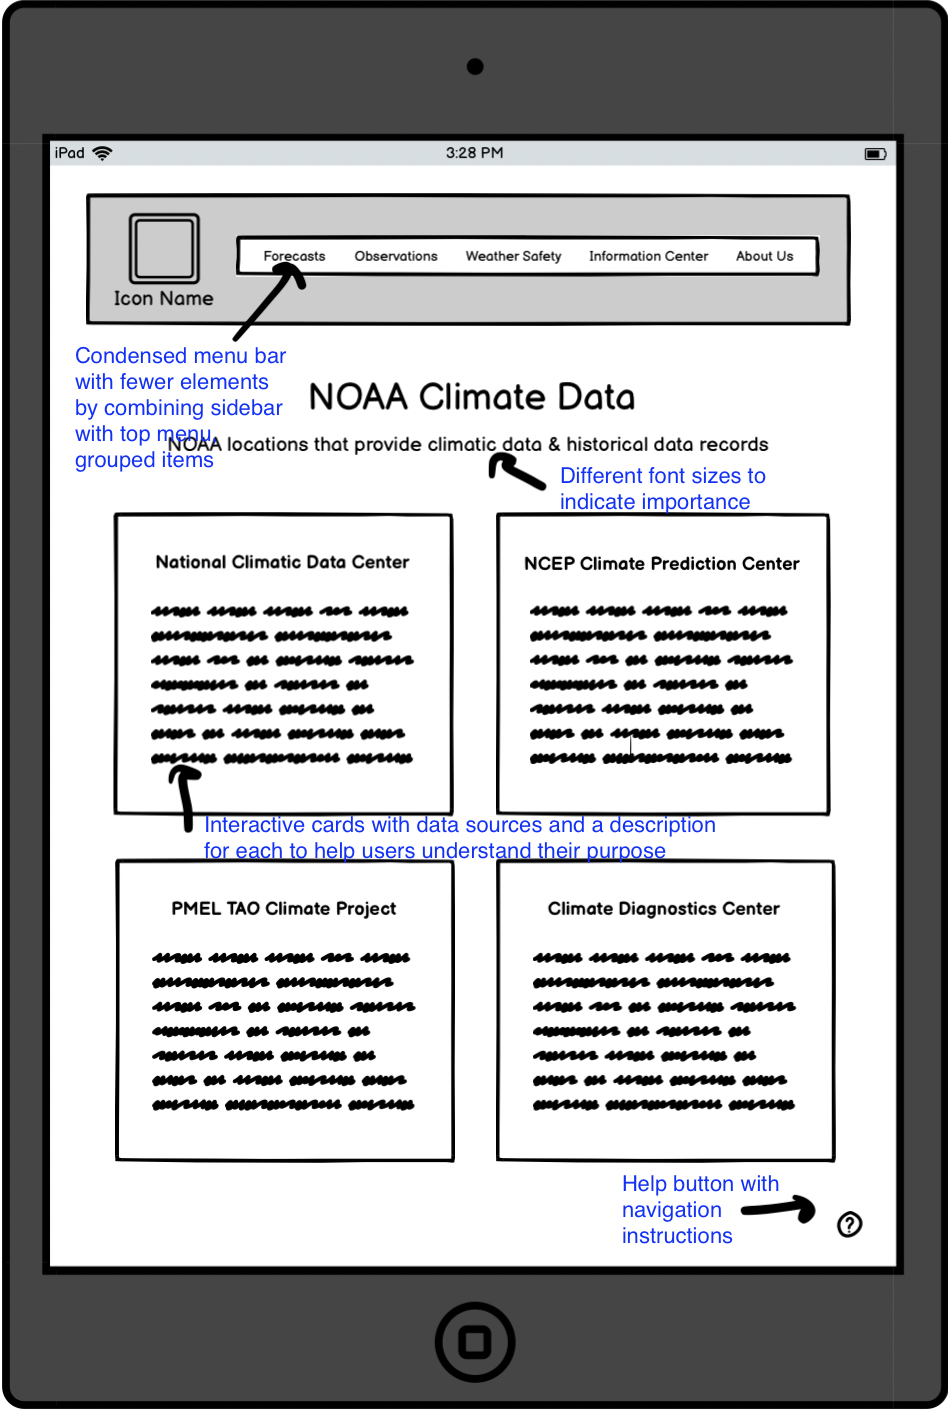 iPad
3:28 PM
Forecasts Observations Weather Safety Information Center About Us
Icon Name
Condensed menu bar
with fewer elements
by combining sidebar
with top menu,
grouped items
NOAA Climate Data
NOAA locations that provide climatic data & historical data records
Different font sizes to
indicate importance
National Climatic Data Center
NCEP Climate Prediction Center
Interactive cards with data sources and a description
for each to help users understand their purpose
PMEL TAO Climate Project
Climate Diagnostics Center
Help button with
navigation
instructions
?